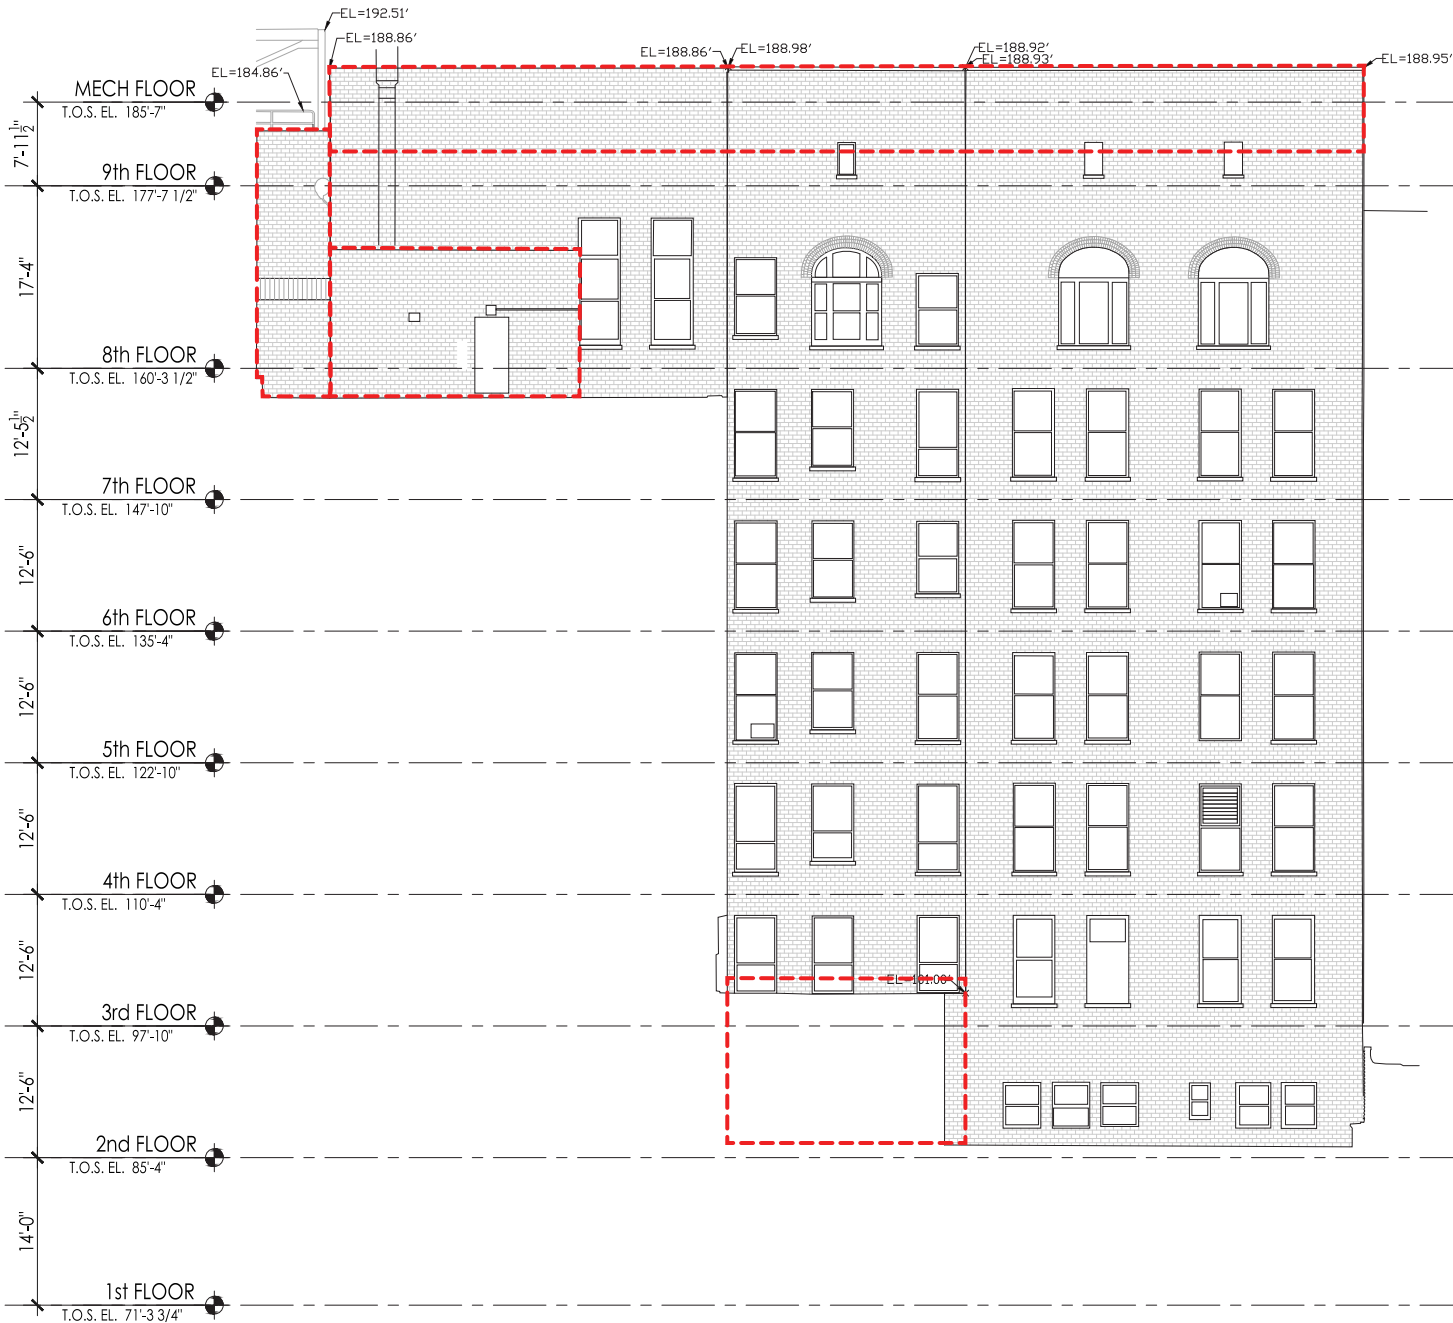 EL=192.51'
EL=188.86'
EL=188.86'
EL=188.98'
EL=188.92'
EL=188.93'
EL=188.95'
EL=184.86'
MECH FLOOR
T.O.S. EL. 185'-7"
7'-11 1/2"
9th FLOOR
T.O.S. EL. 177'-7 1/2"
17'-4"
8th FLOOR
T.O.S. EL. 160'-3 1/2"
12'-5 1/2"
7th FLOOR
T.O.S. EL. 147'-10"
12'-6"
6th FLOOR
T.O.S. EL. 135'-4"
12'-6"
5th FLOOR
T.O.S. EL. 122'-10"
12'-6"
4th FLOOR
T.O.S. EL. 110'-4"
12'-6"
3rd FLOOR
T.O.S. EL. 97'-10"
12'-6"
2nd FLOOR
T.O.S. EL. 85'-4"
14'-0"
1st FLOOR
T.O.S. EL. 71'-3 3/4"